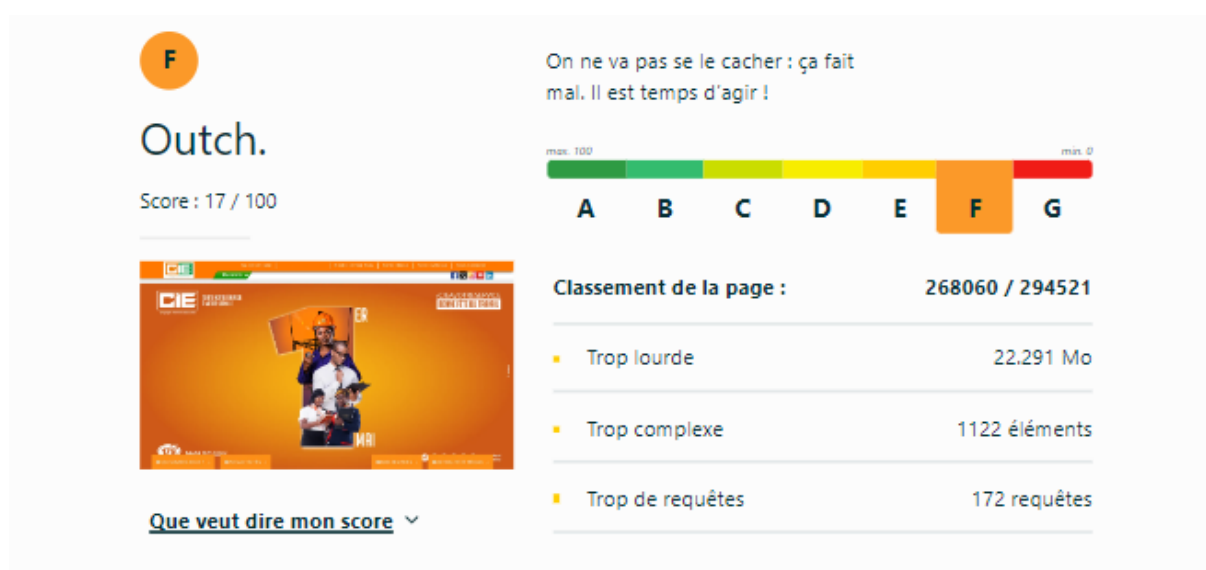 F
Outch.
Score : 17 / 100
CIE
CIE
1ER
MAI
Que veut dire mon score
On ne va pas se le cacher : ça fait
mal. Il est temps d'agir !
max. 100
min. 0
A B C D E F G
Classement de la page : 268060 / 294521
Trop lourde 22.291 Mo
Trop complexe 1122 éléments
Trop de requêtes 172 requêtes